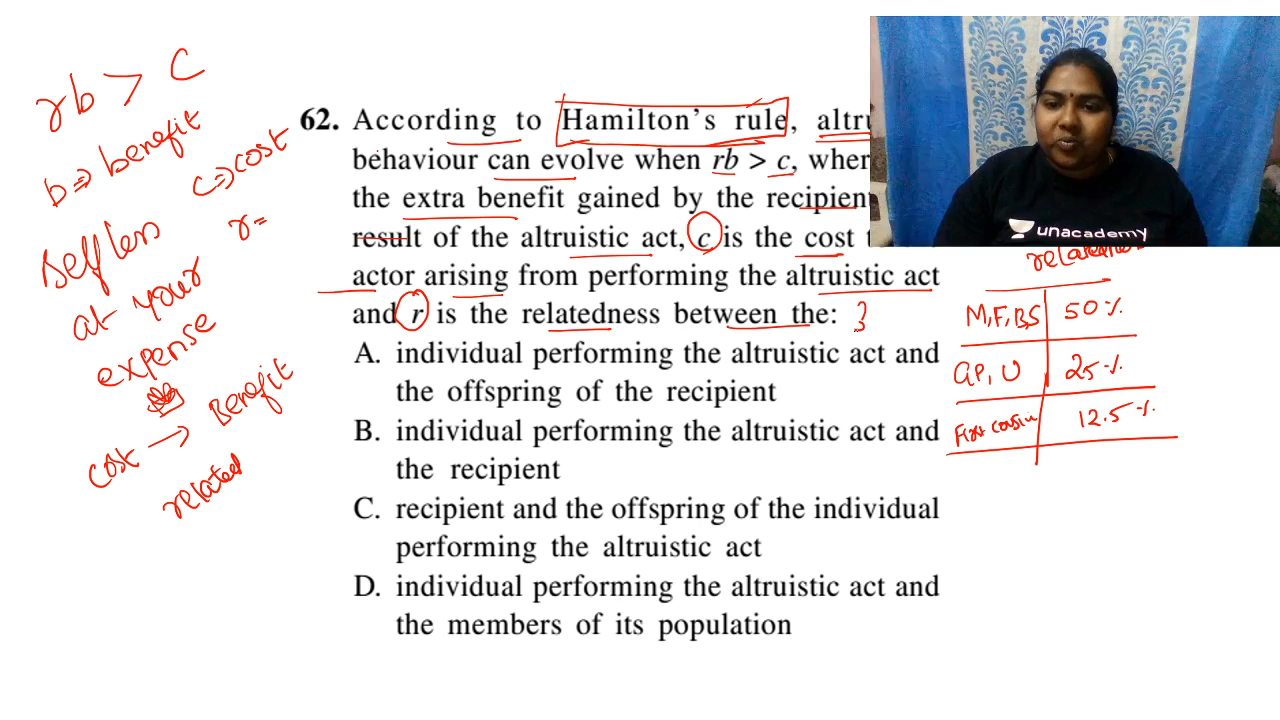 rb > c
b => benefit
c => cost
r =
selfless
at your
expense
cost → Benefit
related
62. According to Hamilton's rule,
behaviour can evolve when rb > c,
the extra benefit gained by the
result of the altruistic act, c is the cost
actor arising from performing the altruistic act
and r is the relatedness between the: }
A. individual performing the altruistic act and
the offspring of the recipient
B. individual performing the altruistic act and
the recipient
C. recipient and the offspring of the individual
performing the altruistic act
D. individual performing the altruistic act and
the members of its population
unacademy
M,F,B,S 50%
GP, U 25%
First cousin 12.5%